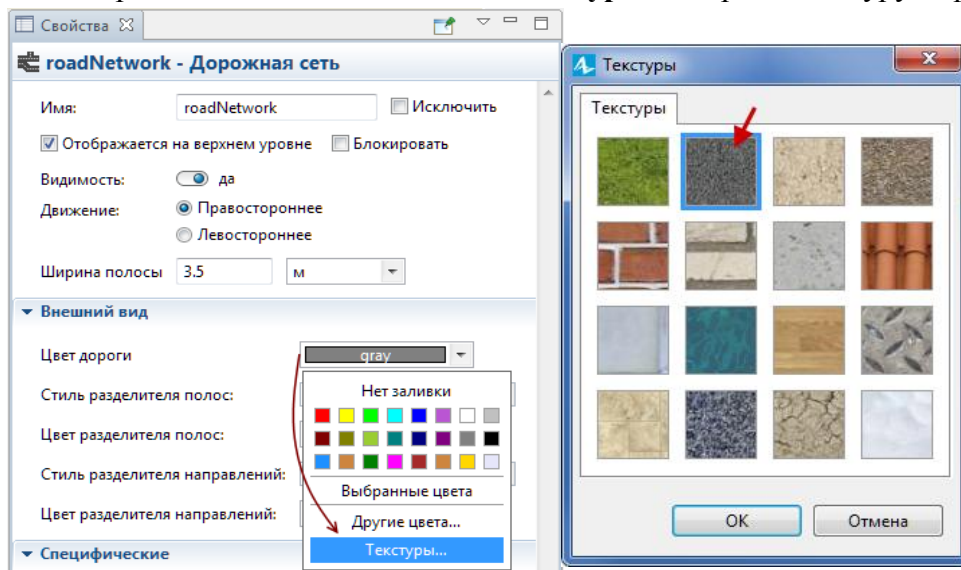 Свойства
roadNetwork - Дорожная сеть
Имя: roadNetwork Исключить
Отображается на верхнем уровне Блокировать
Видимость: да
Движение: Правостороннее
Левостороннее
Ширина полосы 3.5 м
Внешний вид
Цвет дороги gray
Стиль разделителя полос: Нет заливки
Цвет разделителя полос:
Стиль разделителя направлений:
Выбранные цвета
Цвет разделителя направлений: Другие цвета...
Специфические Текстуры...
Текстуры
Текстуры
OK Отмена